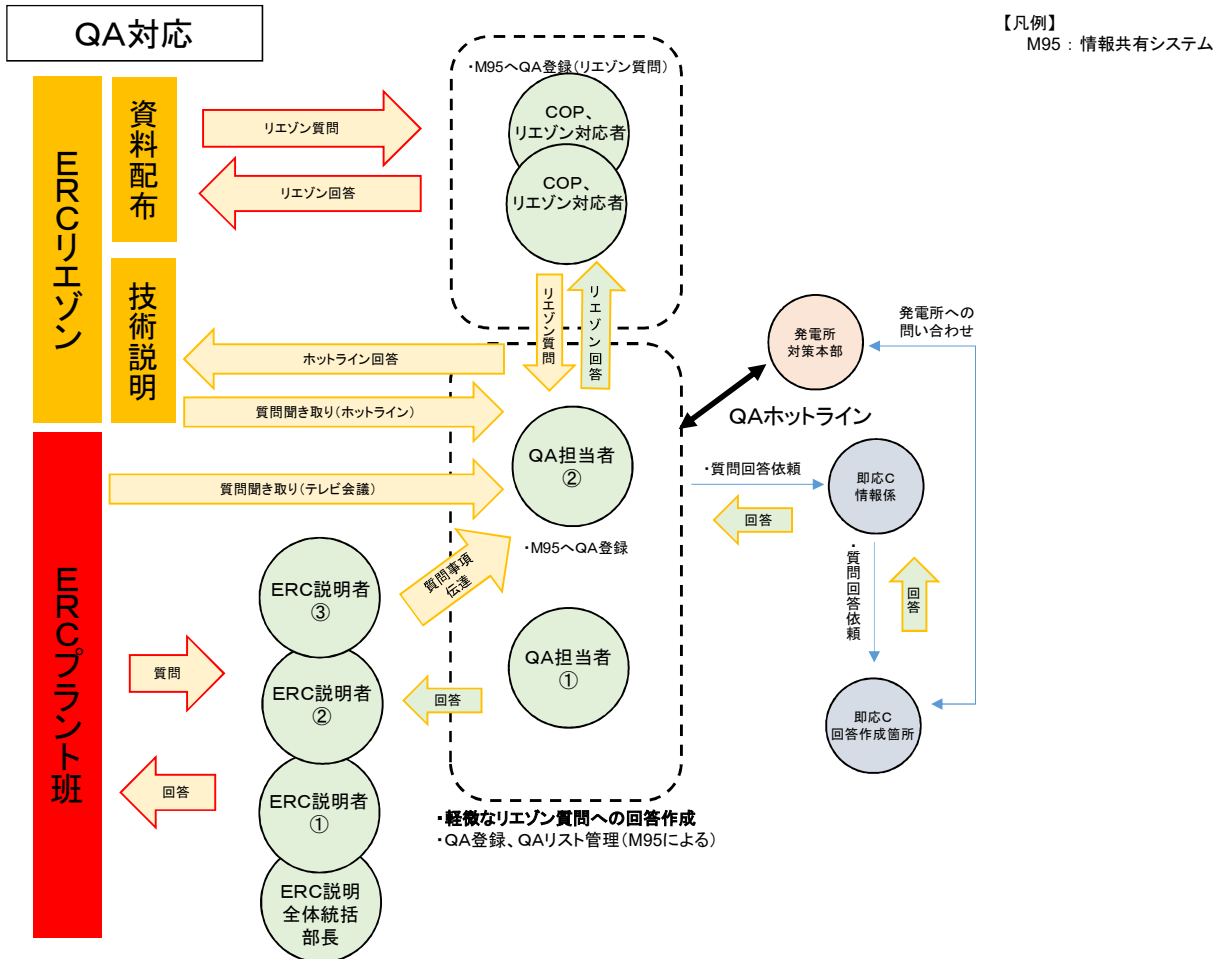 QA対応
【凡例】
M95：情報共有システム
ERCリエゾン
資料配布
技術説明
ERCプラント班
・M95へQA登録(リエゾン質問)
COP、
リエゾン対応者
COP、
リエゾン対応者
リエゾン質問
リエゾン回答
リエゾン質問
リエゾン回答
ホットライン回答
質問聞き取り(ホットライン)
質問聞き取り(テレビ会議)
QA担当者
②
・M95へQA登録
QA担当者
①
発電所
対策本部
発電所への
問い合わせ
QAホットライン
・質問回答依頼
回答
即応C
情報係
・質問回答依頼
回答
即応C
回答作成箇所
質問事項
伝達
ERC説明者
③
ERC説明者
②
ERC説明者
①
ERC説明
全体統括
部長
質問
回答
回答
・軽微なリエゾン質問への回答作成
・QA登録、QAリスト管理(M95による)